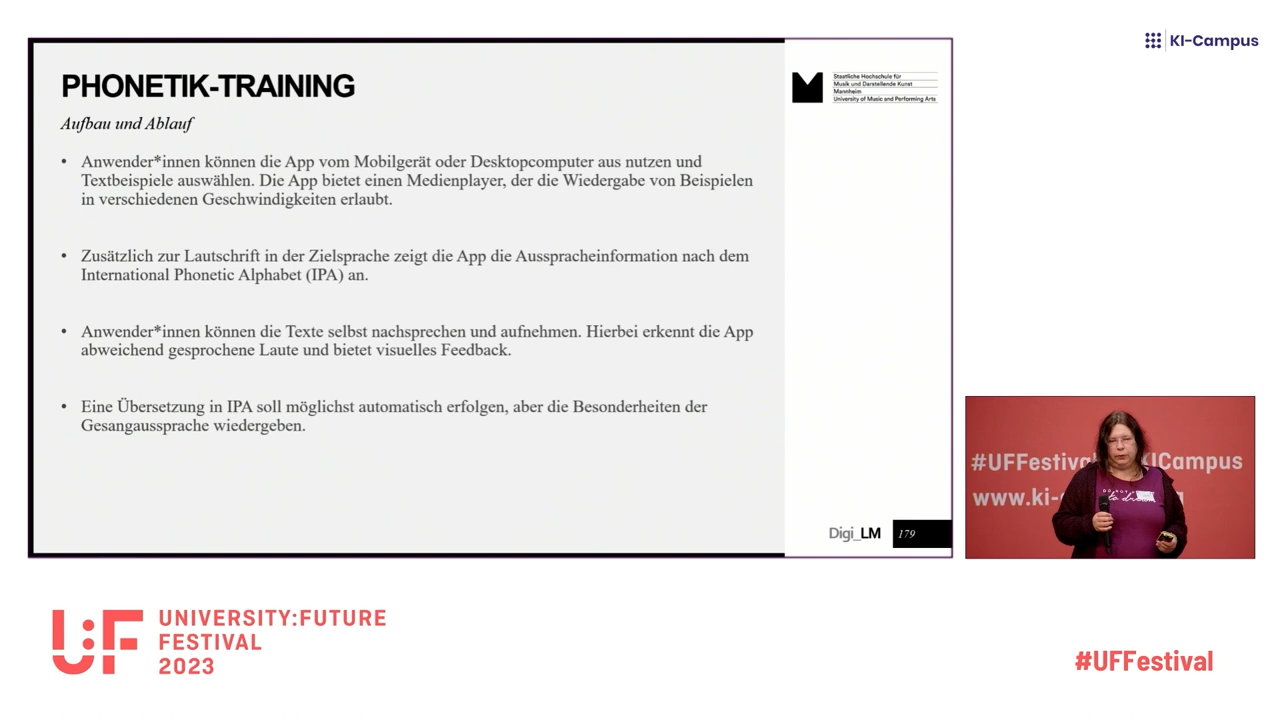 KI-Campus
PHONETIK-TRAINING
Aufbau und Ablauf
• Anwender*innen können die App vom Mobilgerät oder Desktopcomputer aus nutzen und
Textbeispiele auswählen. Die App bietet einen Medienplayer, der die Wiedergabe von Beispielen
in verschiedenen Geschwindigkeiten erlaubt.
• Zusätzlich zur Lautschrift in der Zielsprache zeigt die App die Ausspracheinformation nach dem
International Phonetic Alphabet (IPA) an.
• Anwender*innen können die Texte selbst nachsprechen und aufnehmen. Hierbei erkennt die App
abweichend gesprochene Laute und bietet visuelles Feedback.
• Eine Übersetzung in IPA soll möglichst automatisch erfolgen, aber die Besonderheiten der
Gesangaussprache wiedergeben.
Staatliche Hochschule für
Musik und Darstellende Kunst
Mannheim
University of Music and Performing Arts
Digi_LM
179
#UFFestival
KICampus
www.ki-
UNIVERSITY:FUTURE
FESTIVAL
2023
#UFFestival